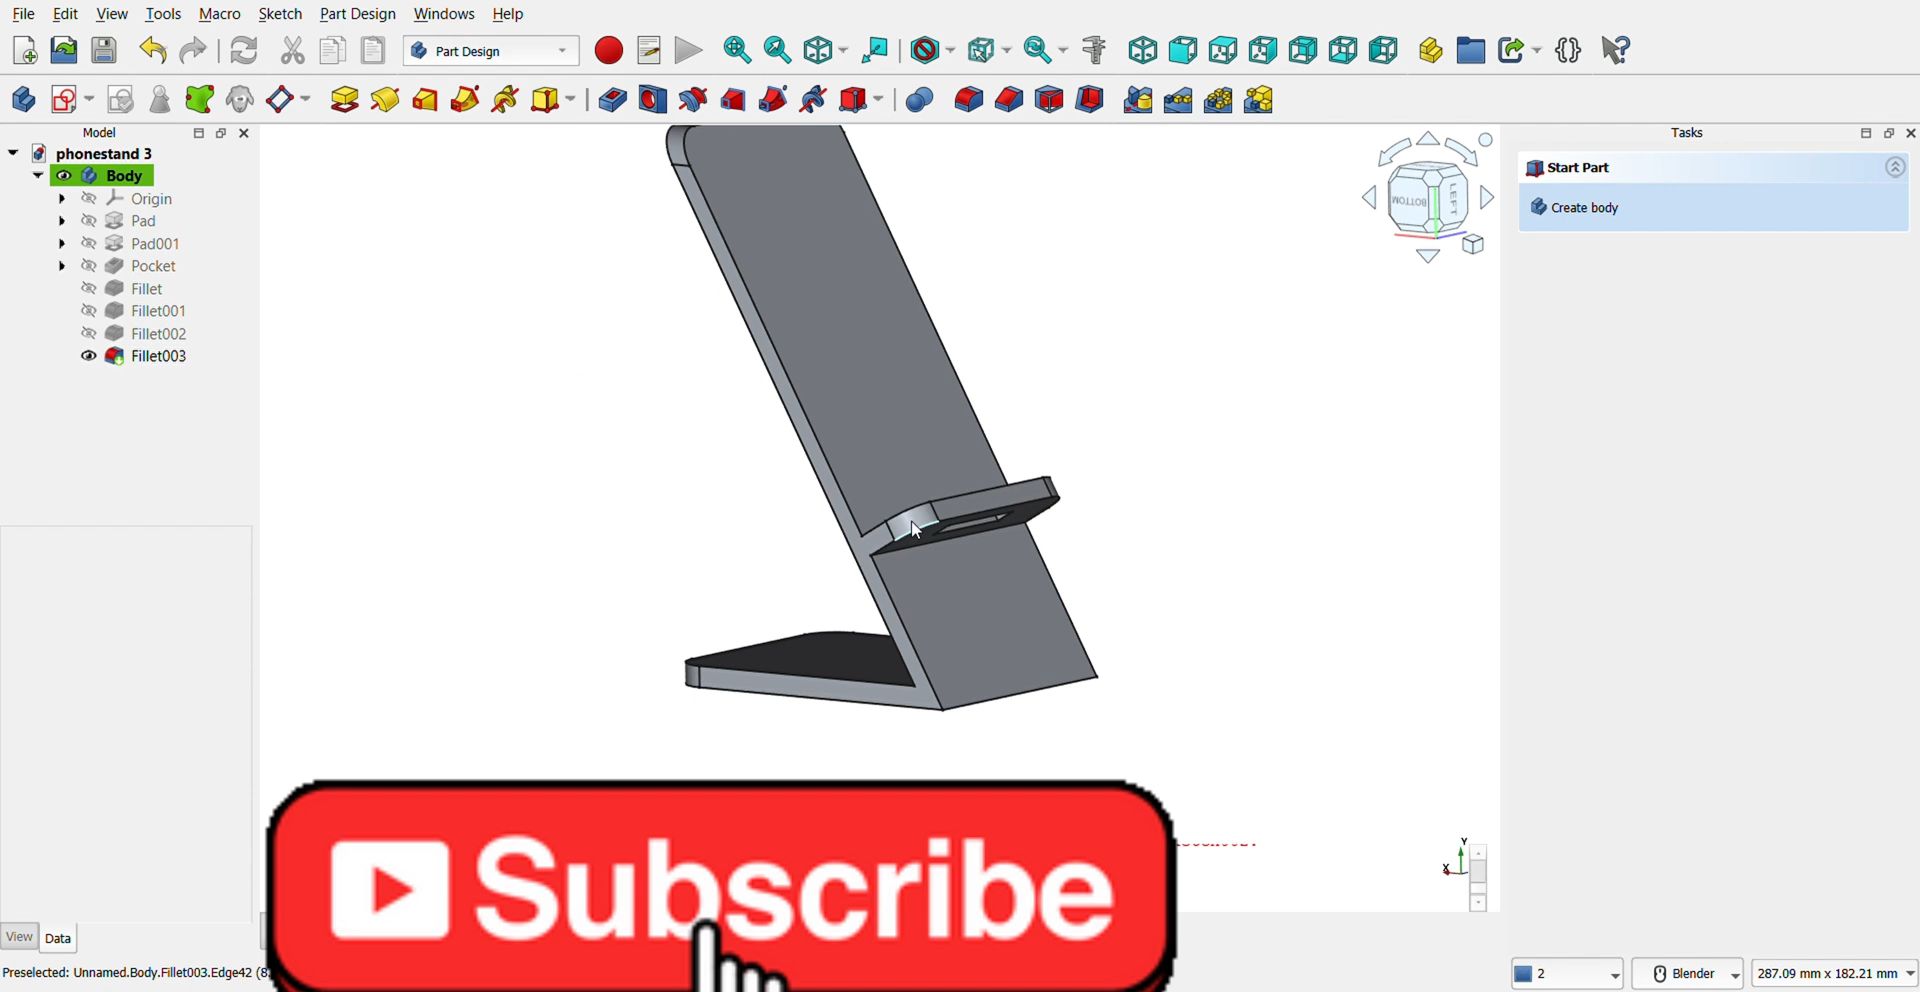 File Edit View Tools Macro Sketch Part Design Windows Help
Part Design
Model
phonestand 3
Body
Origin
Pad
Pad001
Pocket
Fillet
Fillet001
Fillet002
Fillet003
Tasks
Start Part
Create body
BOTTOM
LEFT
Subscribe
Y
X
View Data
Preselected: Unnamed.Body.Fillet003.Edge42
2
Blender
287.09 mm x 182.21 mm